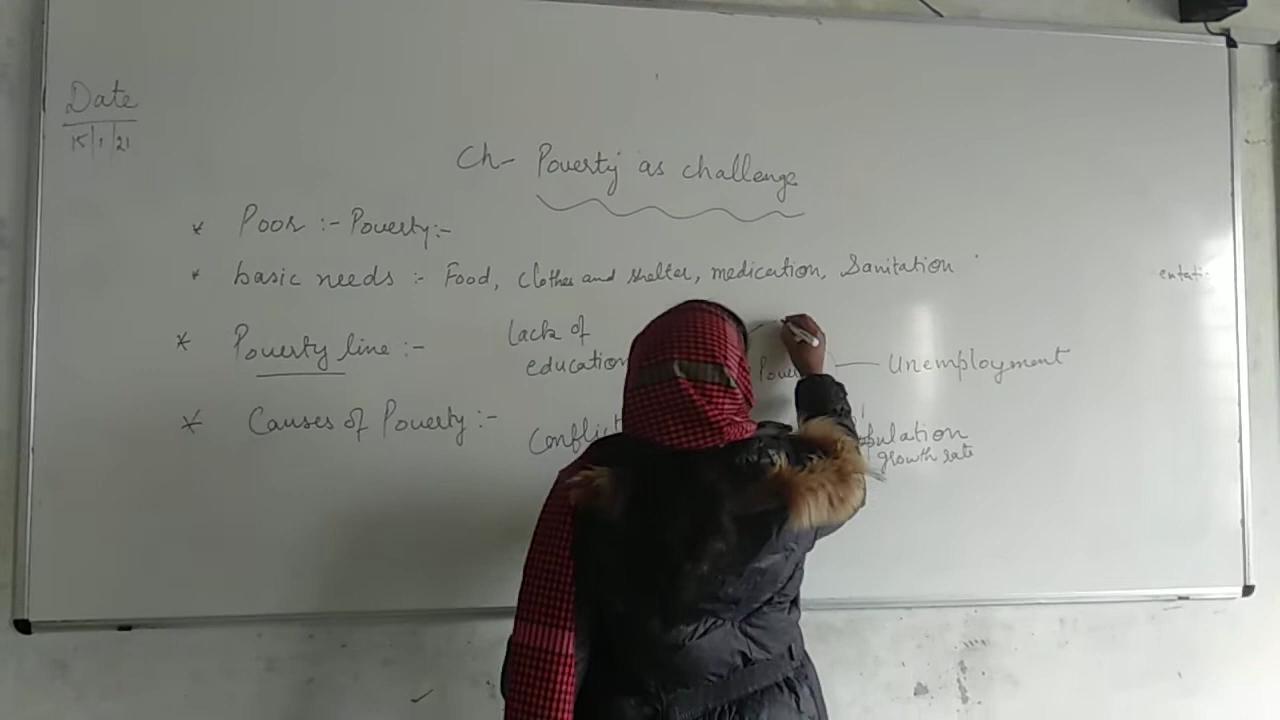 Date
15/1/21
Ch- Poverty as challenge
* Poor :- Poverty:-
* basic needs :- Food, clothes and shelter, medication, Sanitation
* Poverty line :-
lack of
education
Unemployment
* Causes of Poverty :-
growth rate